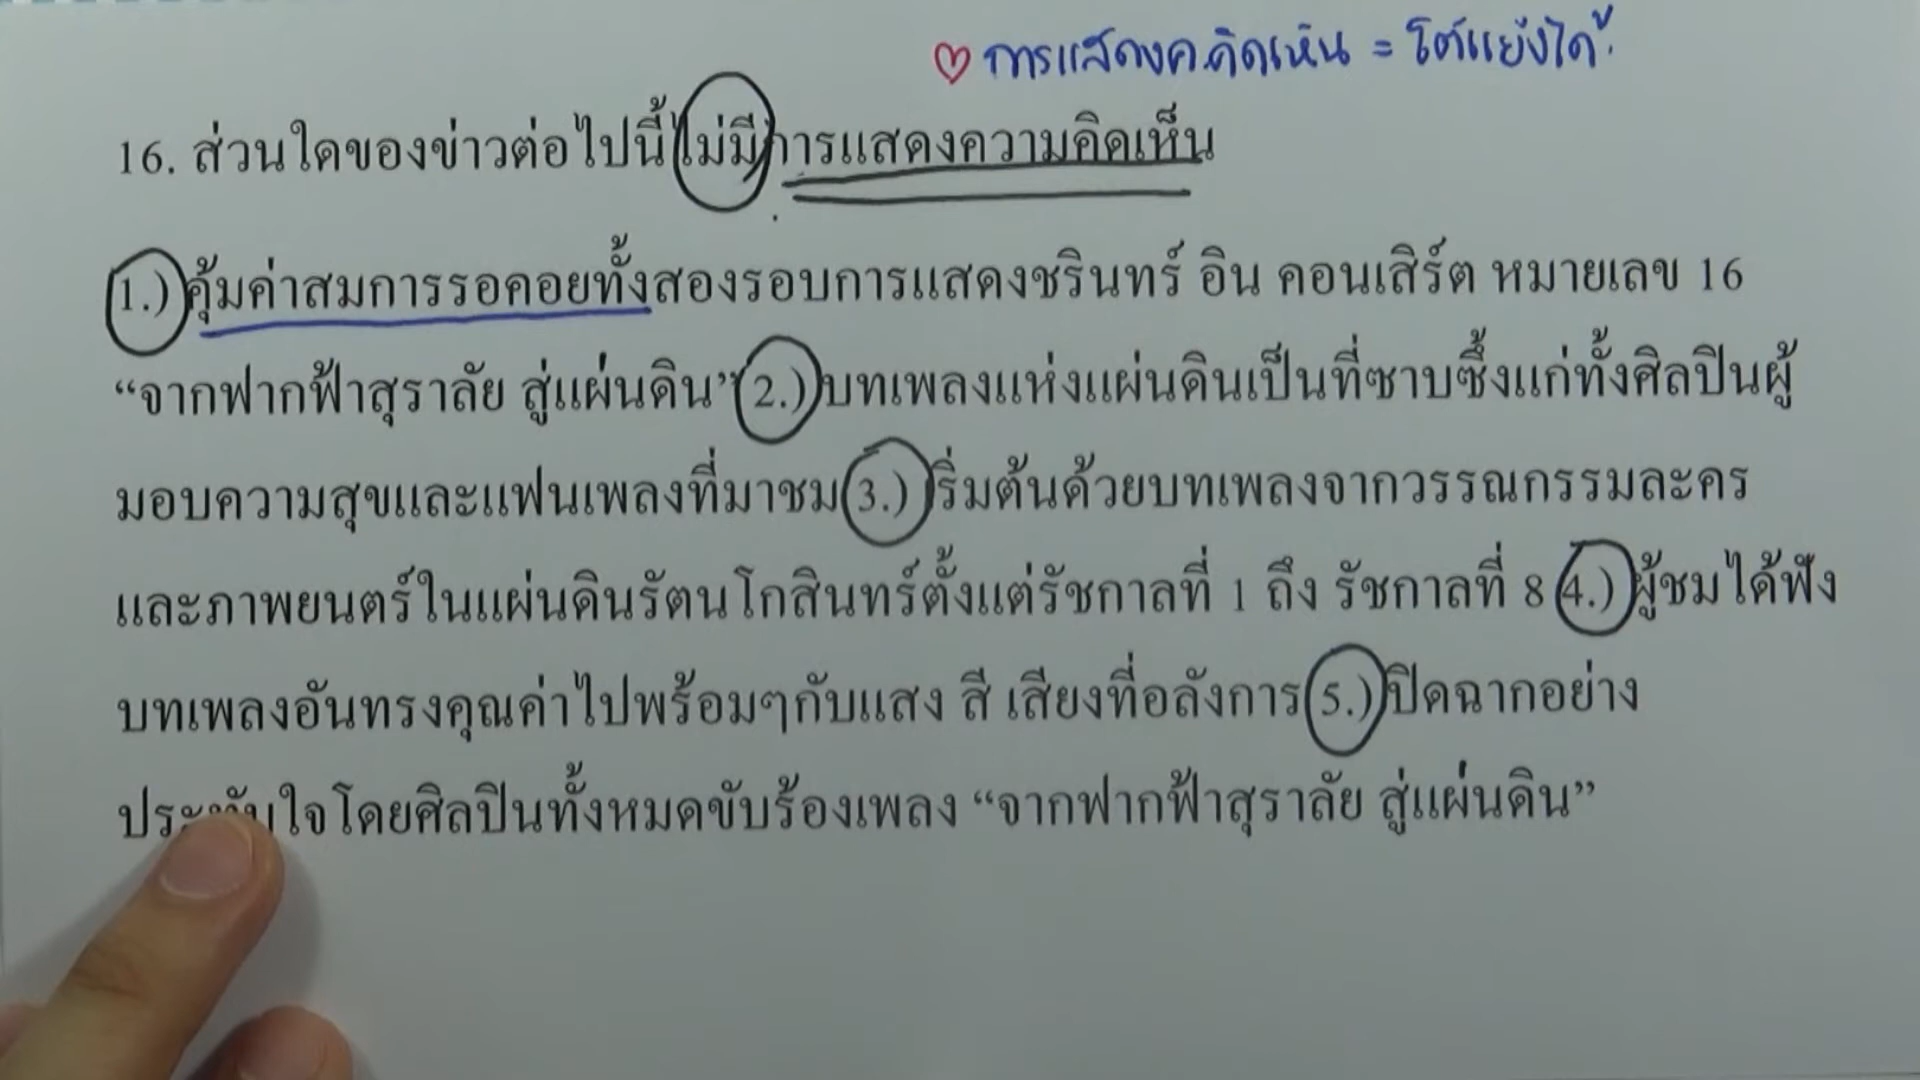 ♡ การแสดงค.คิดเห็น = โต้แย้งได้.
16. ส่วนใดของข่าวต่อไปนี้ไม่มีการแสดงความคิดเห็น
1.) คุ้มค่าสมการรอคอยทั้งสองรอบการแสดงชรินทร์ อิน คอนเสิร์ต หมายเลข 16
“จากฟากฟ้าสุราลัย สู่แผ่นดิน” 2.) บทเพลงแห่งแผ่นดินเป็นที่ซาบซึ้งแก่ทั้งศิลปินผู้
มอบความสุขและแฟนเพลงที่มาชม 3.) เริ่มต้นด้วยบทเพลงจากวรรณกรรมละคร
และภาพยนตร์ในแผ่นดินรัตนโกสินทร์ตั้งแต่รัชกาลที่ 1 ถึง รัชกาลที่ 8 4.) ผู้ชมได้ฟัง
บทเพลงอันทรงคุณค่าไปพร้อมๆกับแสง สี เสียงที่อลังการ 5.) ปิดฉากอย่าง
ประทับใจโดยศิลปินทั้งหมดขับร้องเพลง “จากฟากฟ้าสุราลัย สู่แผ่นดิน”